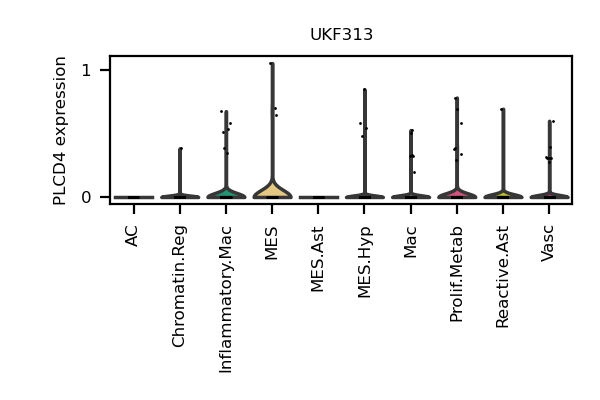 UKF313
PLCD4 expression
1
0
AC
Chromatin.Reg
Inflammatory.Mac
MES
MES.Ast
MES.Hyp
Mac
Prolif.Metab
Reactive.Ast
Vasc